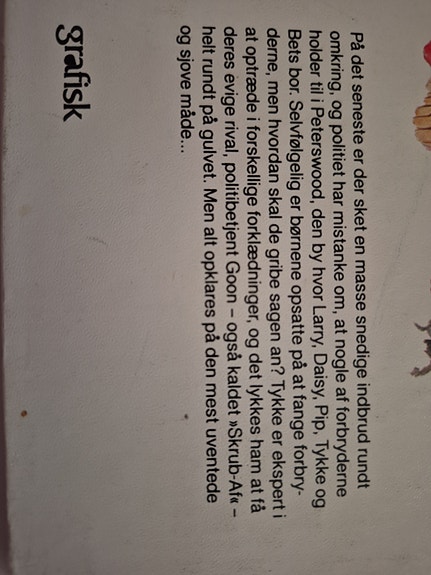 På det seneste er der sket en masse snedige indbrud rundt
omkring, og politiet har mistanke om, at nogle af forbryderne
holder til i Peterswood, den by hvor Larry, Daisy, Pip, Tykke og
Bets bor. Selvfølgelig er børnene opsatte på at fange forbry-
derne, men hvordan skal de gribe sagen an? Tykke er ekspert i
at optræde i forskellige forklædninger, og det lykkes ham at få
deres evige rival, politibetjent Goon – også kaldet »Skrub-Af« –
helt rundt på gulvet. Men alt opklares på den mest uventede
og sjove måde...
grafisk